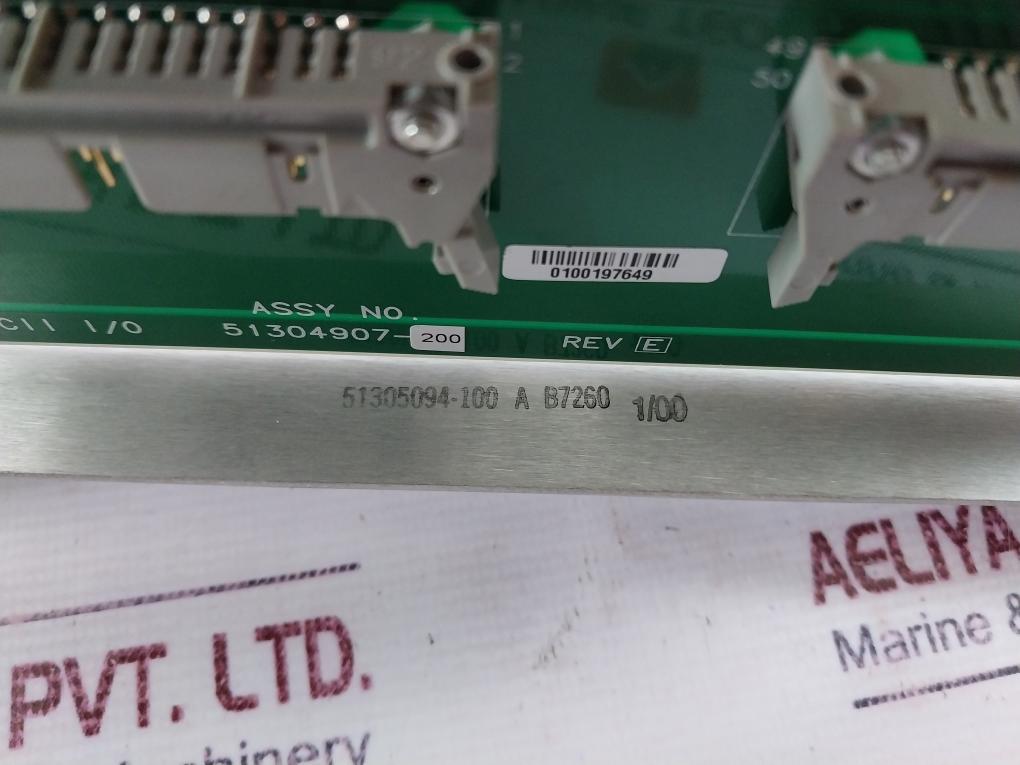 1
2
49
50
0100197649
ASSY NO.
CII I/O 51304907-200 REV E
51305094-100 A B7260 1/00
AELIYA
PVT. LTD.
Marine &